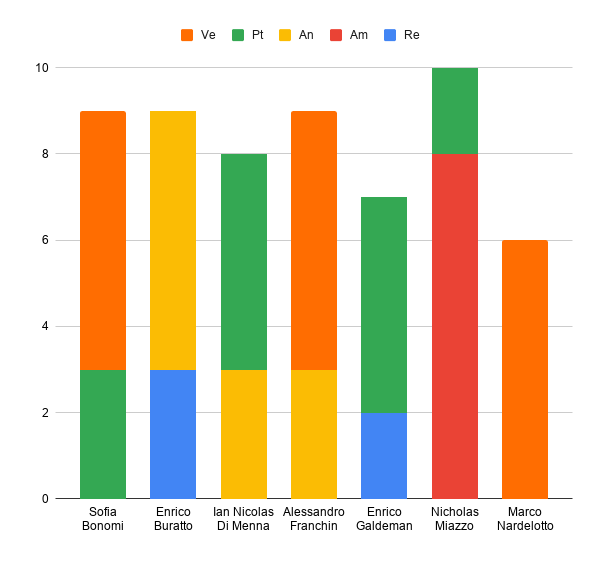 Ve Pt An Am Re
10
8
6
4
2
0
Sofia Bonomi
Enrico Buratto
Ian Nicolas Di Menna
Alessandro Franchin
Enrico Galdeman
Nicholas Miazzo
Marco Nardelotto